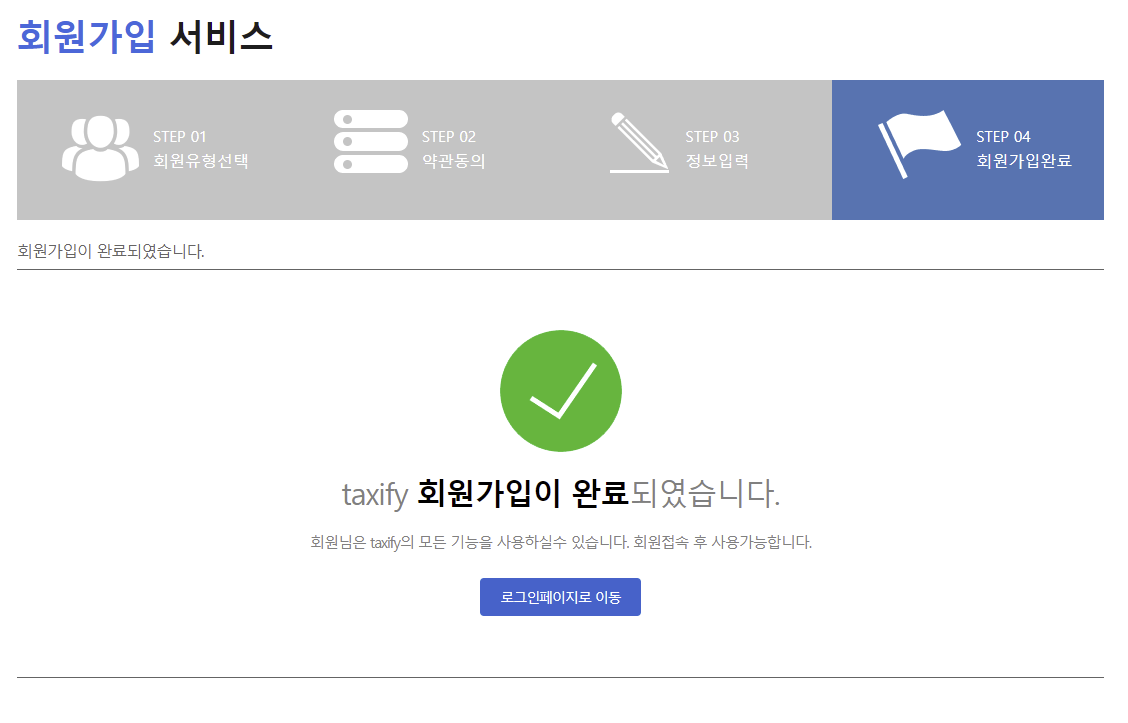 회원가입 서비스
STEP 01
회원유형선택
STEP 02
약관동의
STEP 03
정보입력
STEP 04
회원가입완료
회원가입이 완료되였습니다.
taxify 회원가입이 완료되였습니다.
회원님은 taxify의 모든 기능을 사용하실수 있습니다. 회원접속 후 사용가능합니다.
로그인페이지로 이동